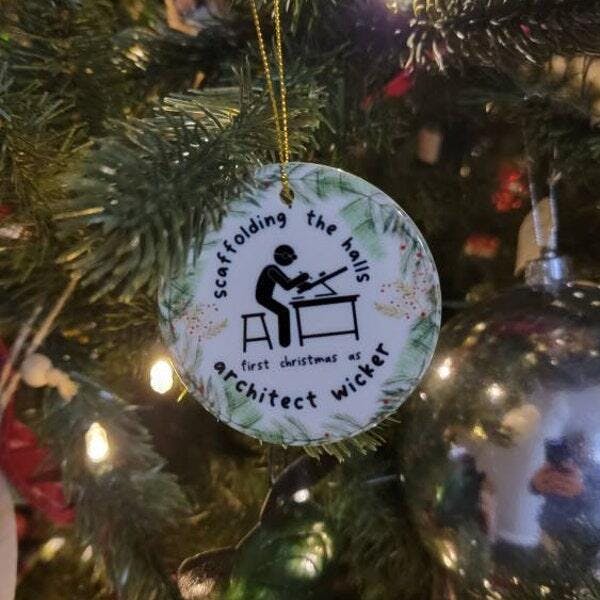 scaffolding the halls
first christmas as
architect wicker